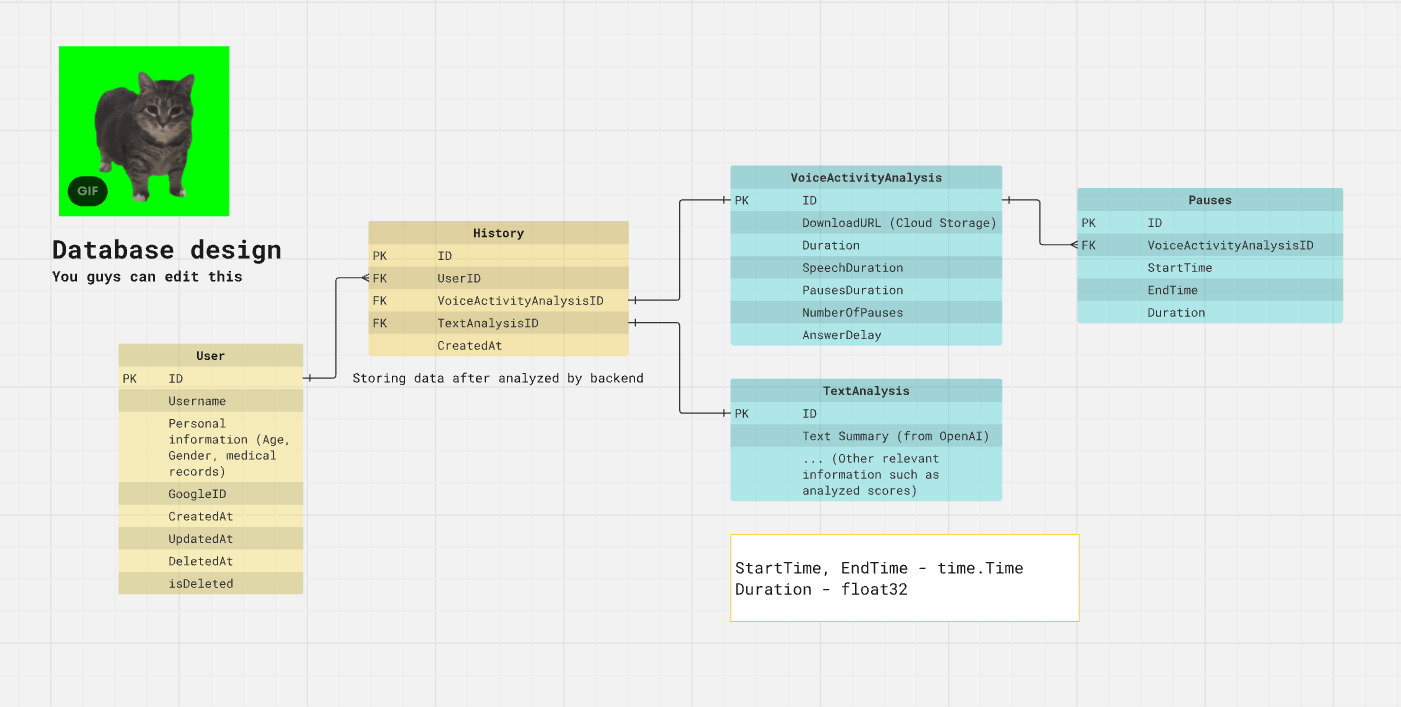 GIF
Database design
You guys can edit this
User
PK ID
Username
Personal
information (Age,
Gender, medical
records)
GoogleID
CreatedAt
UpdatedAt
DeletedAt
isDeleted
History
PK ID
FK UserID
FK VoiceActivityAnalysisID
FK TextAnalysisID
CreatedAt
Storing data after analyzed by backend
VoiceActivityAnalysis
PK ID
DownloadURL (Cloud Storage)
Duration
SpeechDuration
PausesDuration
NumberOfPauses
AnswerDelay
TextAnalysis
PK ID
Text Summary (from OpenAI)
... (Other relevant
information such as
analyzed scores)
Pauses
PK ID
FK VoiceActivityAnalysisID
StartTime
EndTime
Duration
StartTime, EndTime - time.Time
Duration - float32